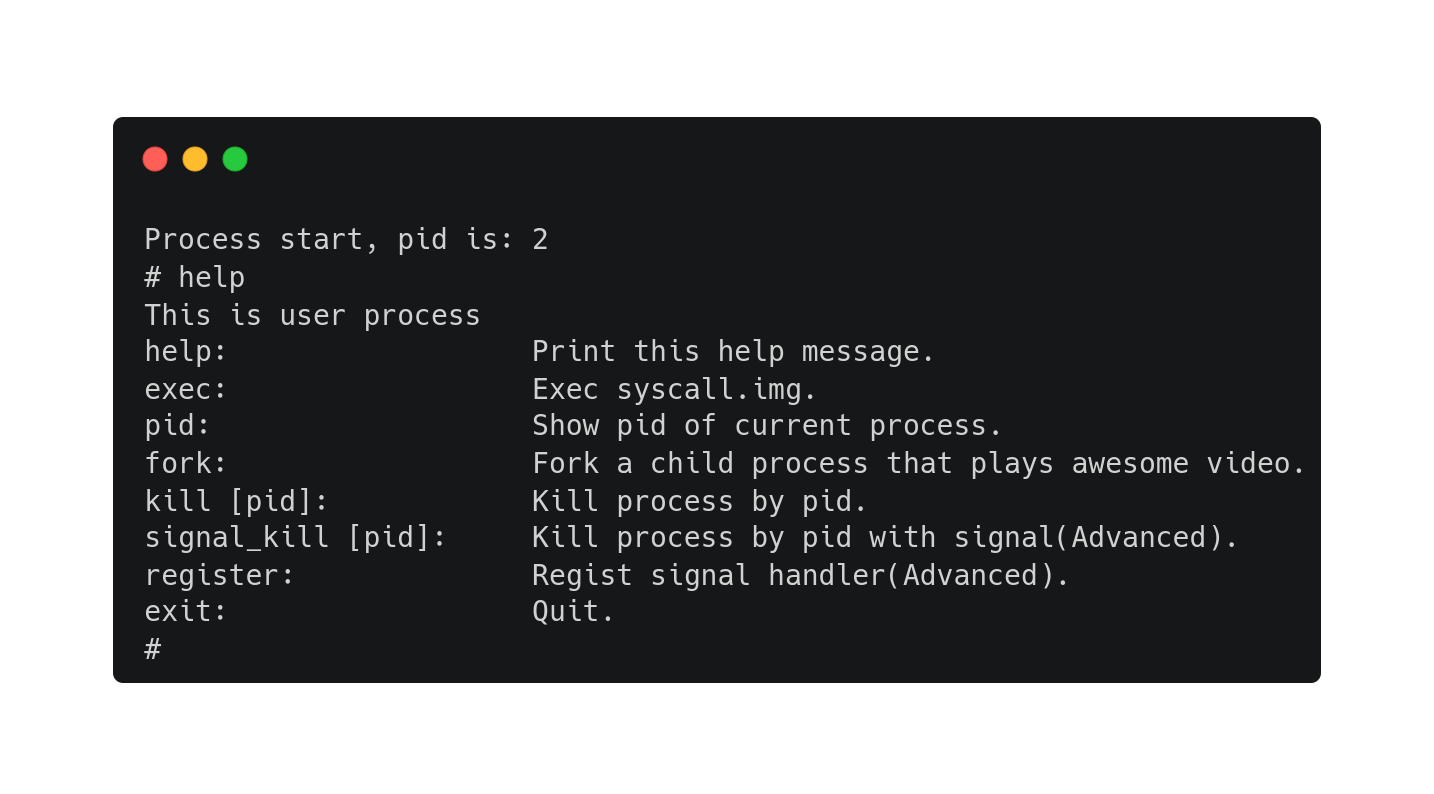 Process start, pid is: 2
# help
This is user process
help:                  Print this help message.
exec:                  Exec syscall.img.
pid:                   Show pid of current process.
fork:                  Fork a child process that plays awesome video.
kill [pid]:            Kill process by pid.
signal_kill [pid]:     Kill process by pid with signal(Advanced).
register:              Regist signal handler(Advanced).
exit:                  Quit.
#